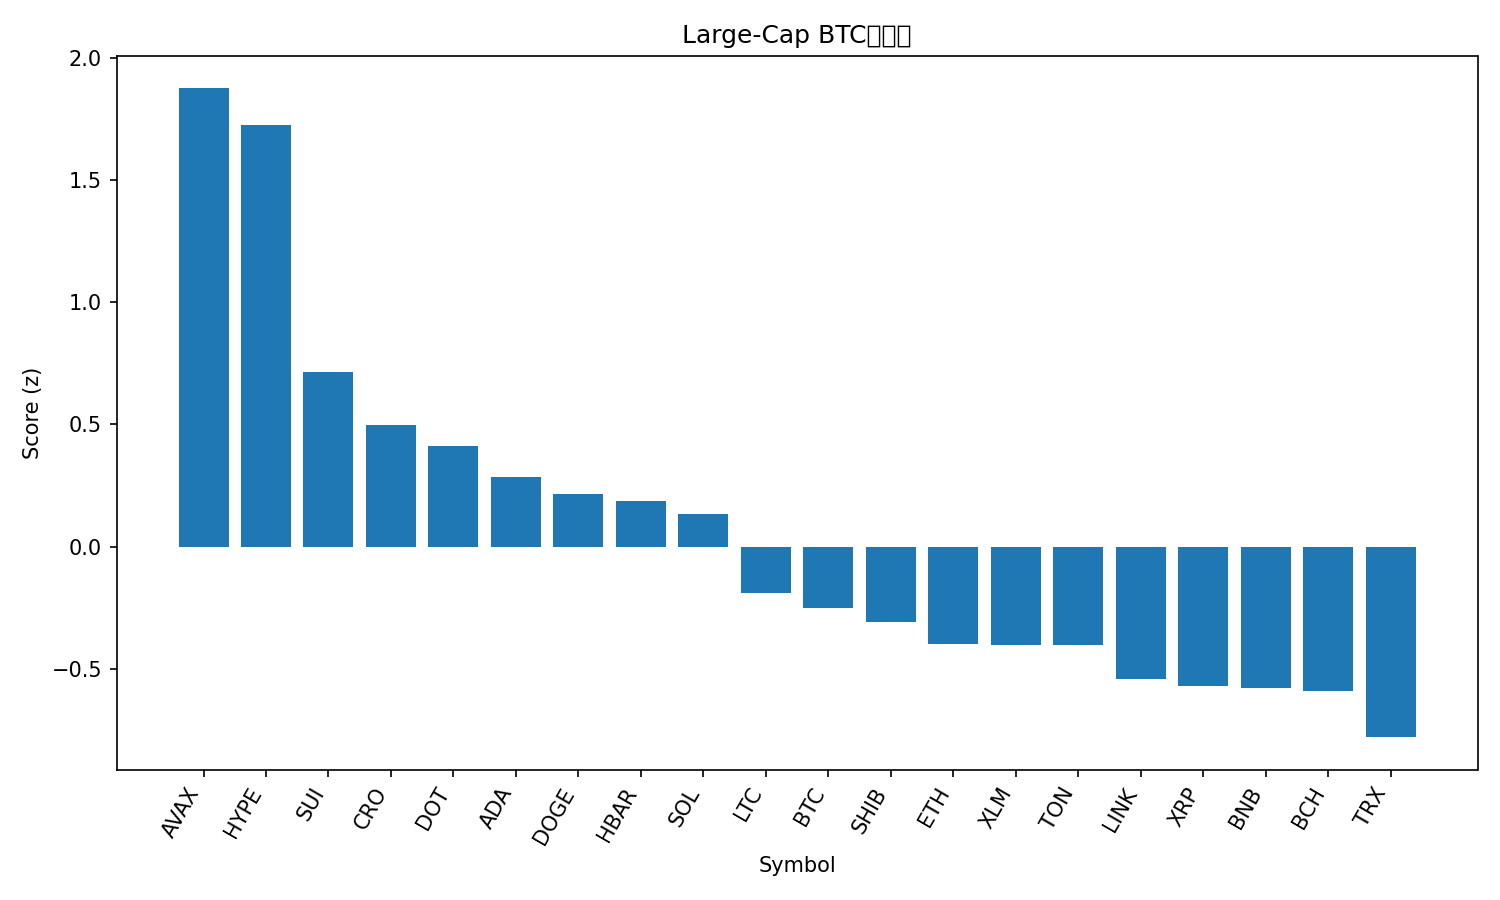 Large-Cap BTC
2.0
1.5
1.0
0.5
0.0
−0.5
Score (z)
AVAX
HYPE
SUI
CRO
DOT
ADA
DOGE
HBAR
SOL
LTC
BTC
SHIB
ETH
XLM
TON
LINK
XRP
BNB
BCH
TRX
Symbol